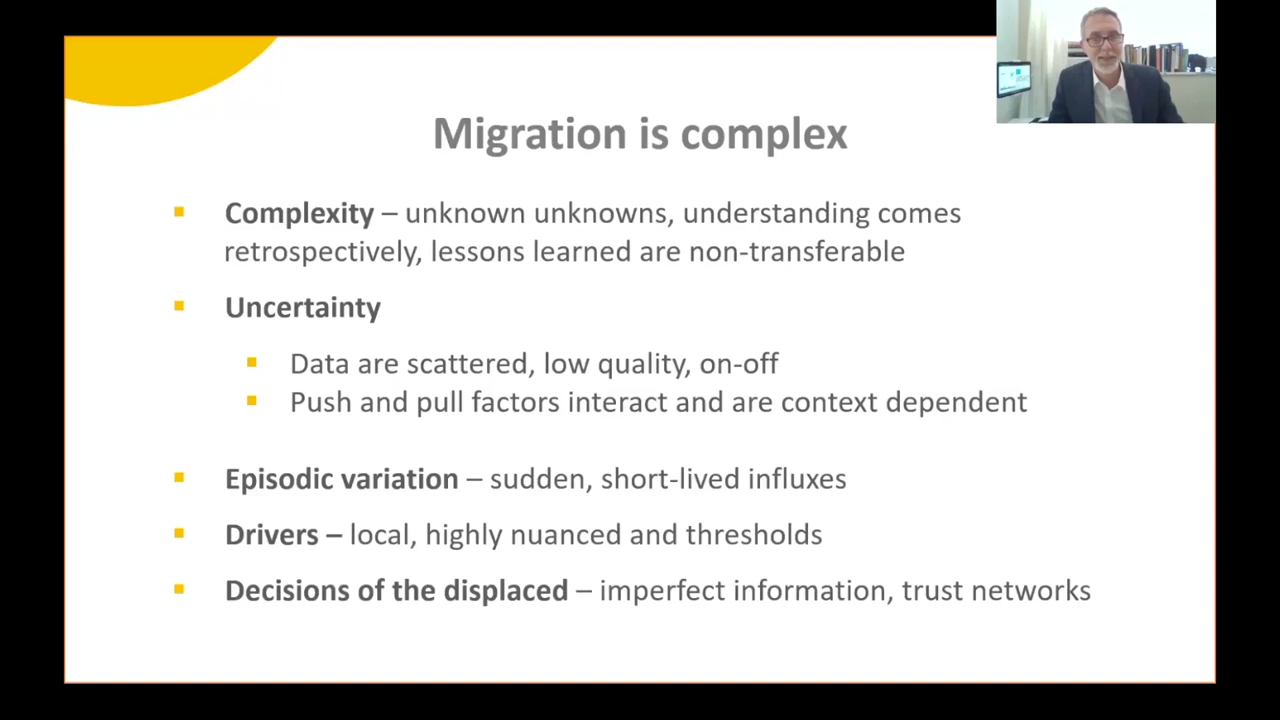 Migration is complex
Complexity – unknown unknowns, understanding comes
retrospectively, lessons learned are non-transferable
Uncertainty
Data are scattered, low quality, on-off
Push and pull factors interact and are context dependent
Episodic variation – sudden, short-lived influxes
Drivers – local, highly nuanced and thresholds
Decisions of the displaced – imperfect information, trust networks